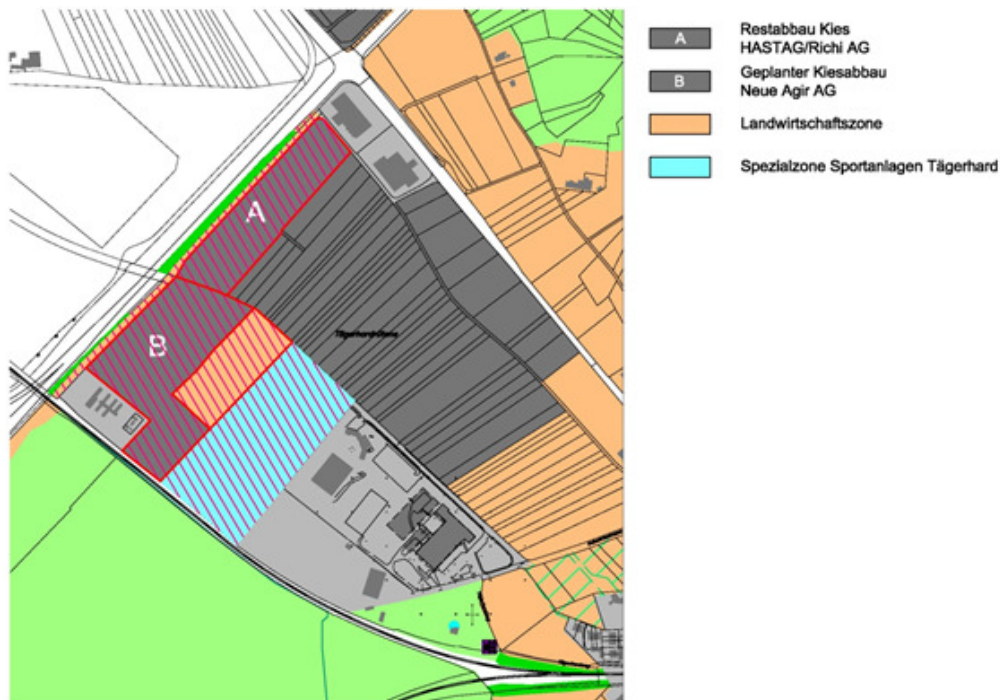 A
Restabbau Kies
HASTAG/Richi AG
B
Geplanter Kiesabbau
Neue Agir AG
Landwirtschaftszone
Spezialzone Sportanlagen Tägerhard
A
B